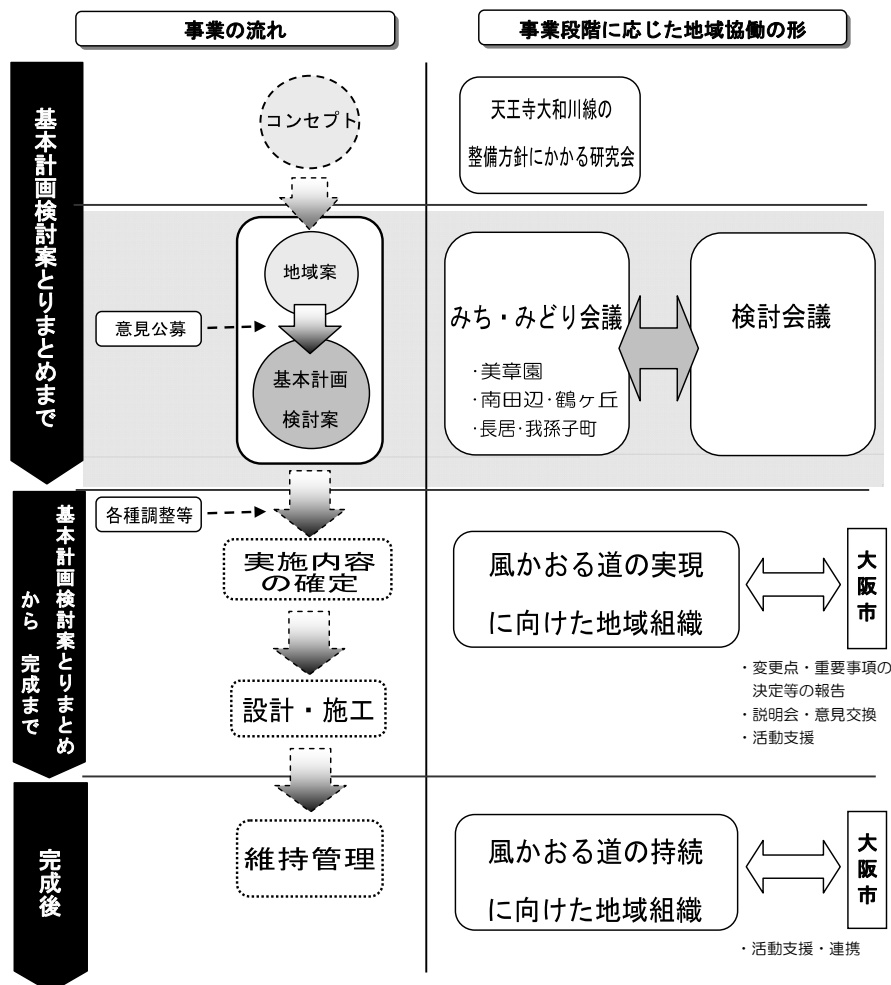 事業の流れ
事業段階に応じた地域協働の形
基本計画検討案とりまとめまで
コンセプト
天王寺大和川線の
整備方針にかかる研究会
地域案
意見公募
基本計画
検討案
みち・みどり会議
・美章園
・南田辺・鶴ヶ丘
・長居・我孫子町
検討会議
基本計画検討案とりまとめ
から 完成まで
各種調整等
実施内容
の確定
設計・施工
風かおる道の実現
に向けた地域組織
大阪市
・変更点・重要事項の
決定等の報告
・説明会・意見交換
・活動支援
完成後
維持管理
風かおる道の持続
に向けた地域組織
大阪市
・活動支援・連携